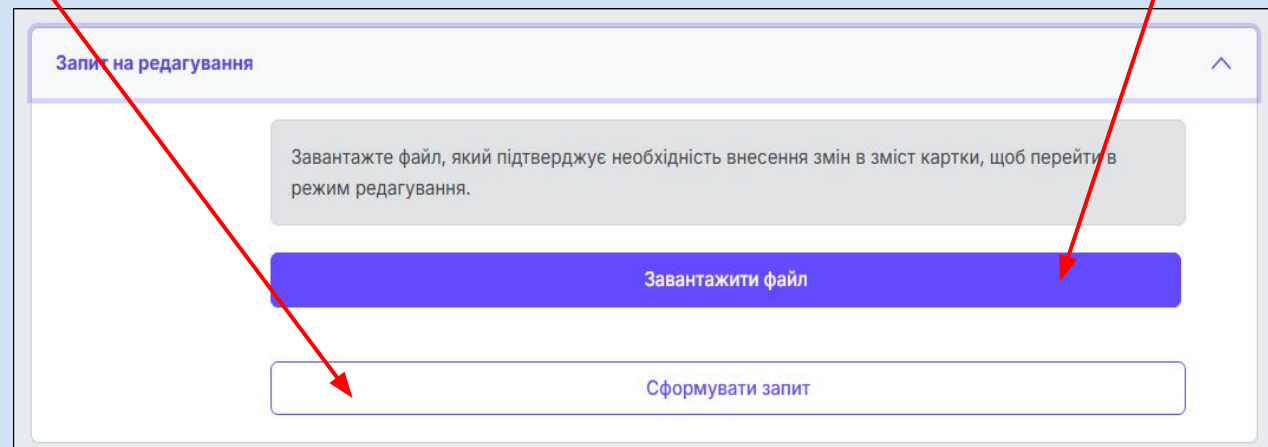 Запит на редагування
Завантажте файл, який підтверджує необхідність внесення змін в зміст картки, щоб перейти в
режим редагування.
Завантажити файл
Сформувати запит